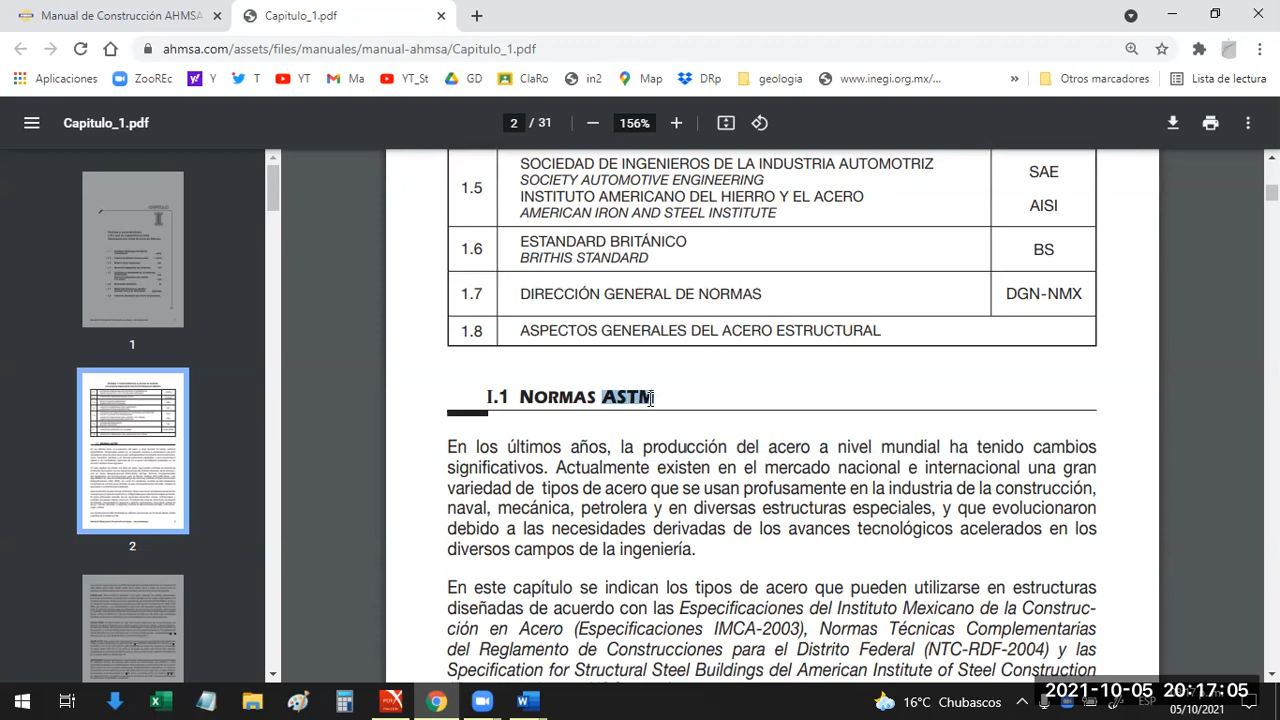 Manual de Construcción AHMSA
Capitulo_1.pdf
ahmsa.com/assets/files/manuales/manual-ahmsa/Capitulo_1.pdf
Aplicaciones ZooREc Y T YT Ma YT_St GD ClaRo in2 Map DRP geologia www.inegi.org.mx/... » Otros marcadores Lista de lectura
Capitulo_1.pdf 2 / 31 156%
1.5 SOCIEDAD DE INGENIEROS DE LA INDUSTRIA AUTOMOTRIZ SAE
SOCIETY AUTOMOTIVE ENGINEERING
INSTITUTO AMERICANO DEL HIERRO Y EL ACERO AISI
AMERICAN IRON AND STEEL INSTITUTE
1.6 ESTANDARD BRITÁNICO BS
BRITHIS STANDARD
1.7 DIRECCIÓN GENERAL DE NORMAS DGN-NMX
1.8 ASPECTOS GENERALES DEL ACERO ESTRUCTURAL
I.1 NORMAS ASTM
En los últimos años, la producción del acero a nivel mundial ha tenido cambios
significativos. Actualmente existen en el mercado nacional e internacional una gran
variedad de tipos de acero que se usan profusamente en la industria de la construcción,
naval, mecánica, petrolera y en diversas estructuras especiales, y que evolucionaron
debido a las necesidades derivadas de los avances tecnológicos acelerados en los
diversos campos de la ingeniería.
En este capítulo se indican los tipos de acero que pueden utilizarse en estructuras
diseñadas de acuerdo con las Especificaciones del Instituto Mexicano de la Construc-
ción en Acero (Especificaciones IMCA-2003), Normas Técnicas Complementarias
del Reglamento de Construcciones para el Distrito Federal (NTC-RDF-2004) y las
Specification for Structural Steel Buildings del American Institute of Steel Construction
1
2
16°C Chubascos
ESP
2021-10-05 20:17:05
05/10/2021